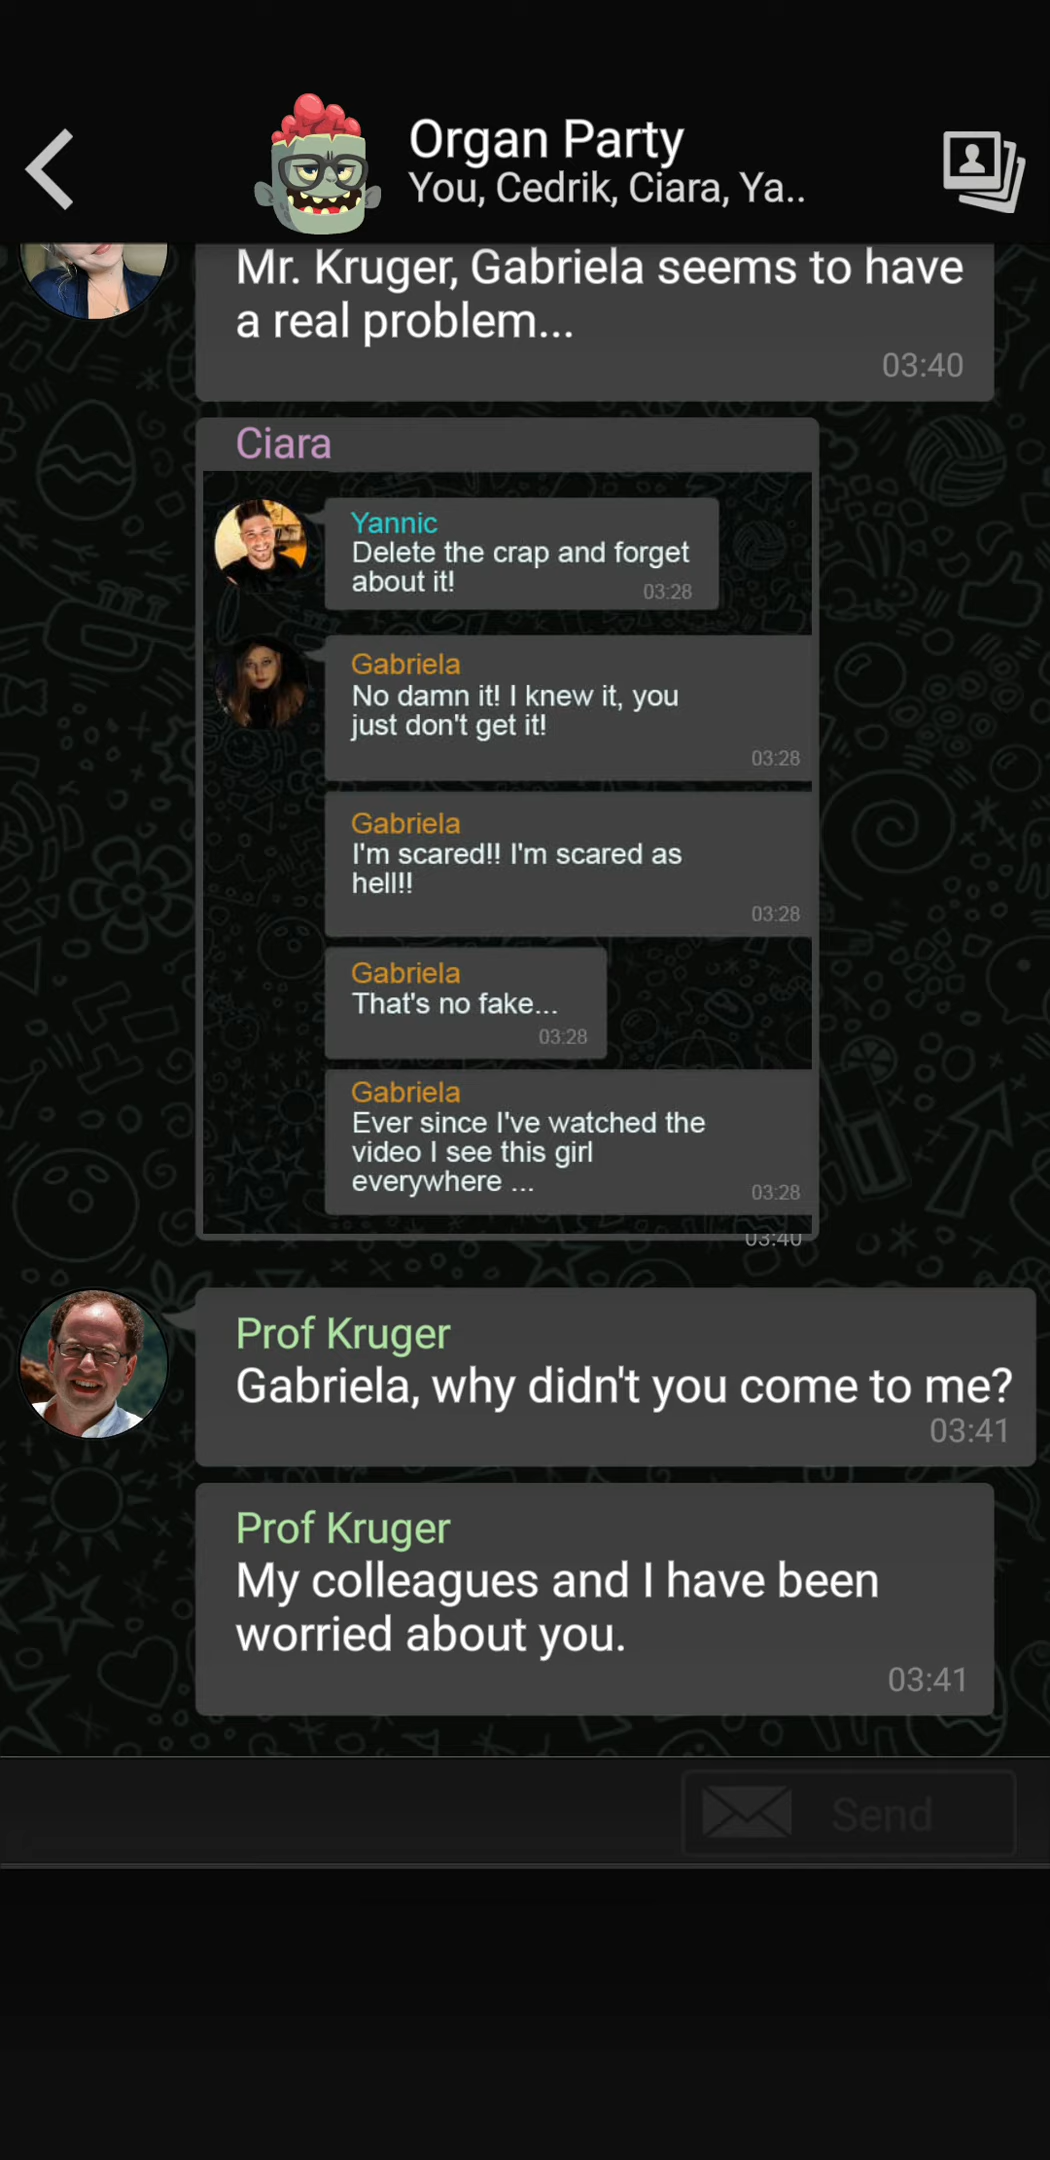 Organ Party
You, Cedrik, Ciara, Ya..
Mr. Kruger, Gabriela seems to have
a real problem...
03:40
Ciara
Yannic
Delete the crap and forget
about it!
03:28
Gabriela
No damn it! I knew it, you
just don't get it!
03:28
Gabriela
I'm scared!! I'm scared as
hell!!
03:28
Gabriela
That's no fake...
03:28
Gabriela
Ever since I've watched the
video I see this girl
everywhere ...
03:28
03:40
Prof Kruger
Gabriela, why didn't you come to me?
03:41
Prof Kruger
My colleagues and I have been
worried about you.
03:41
Send